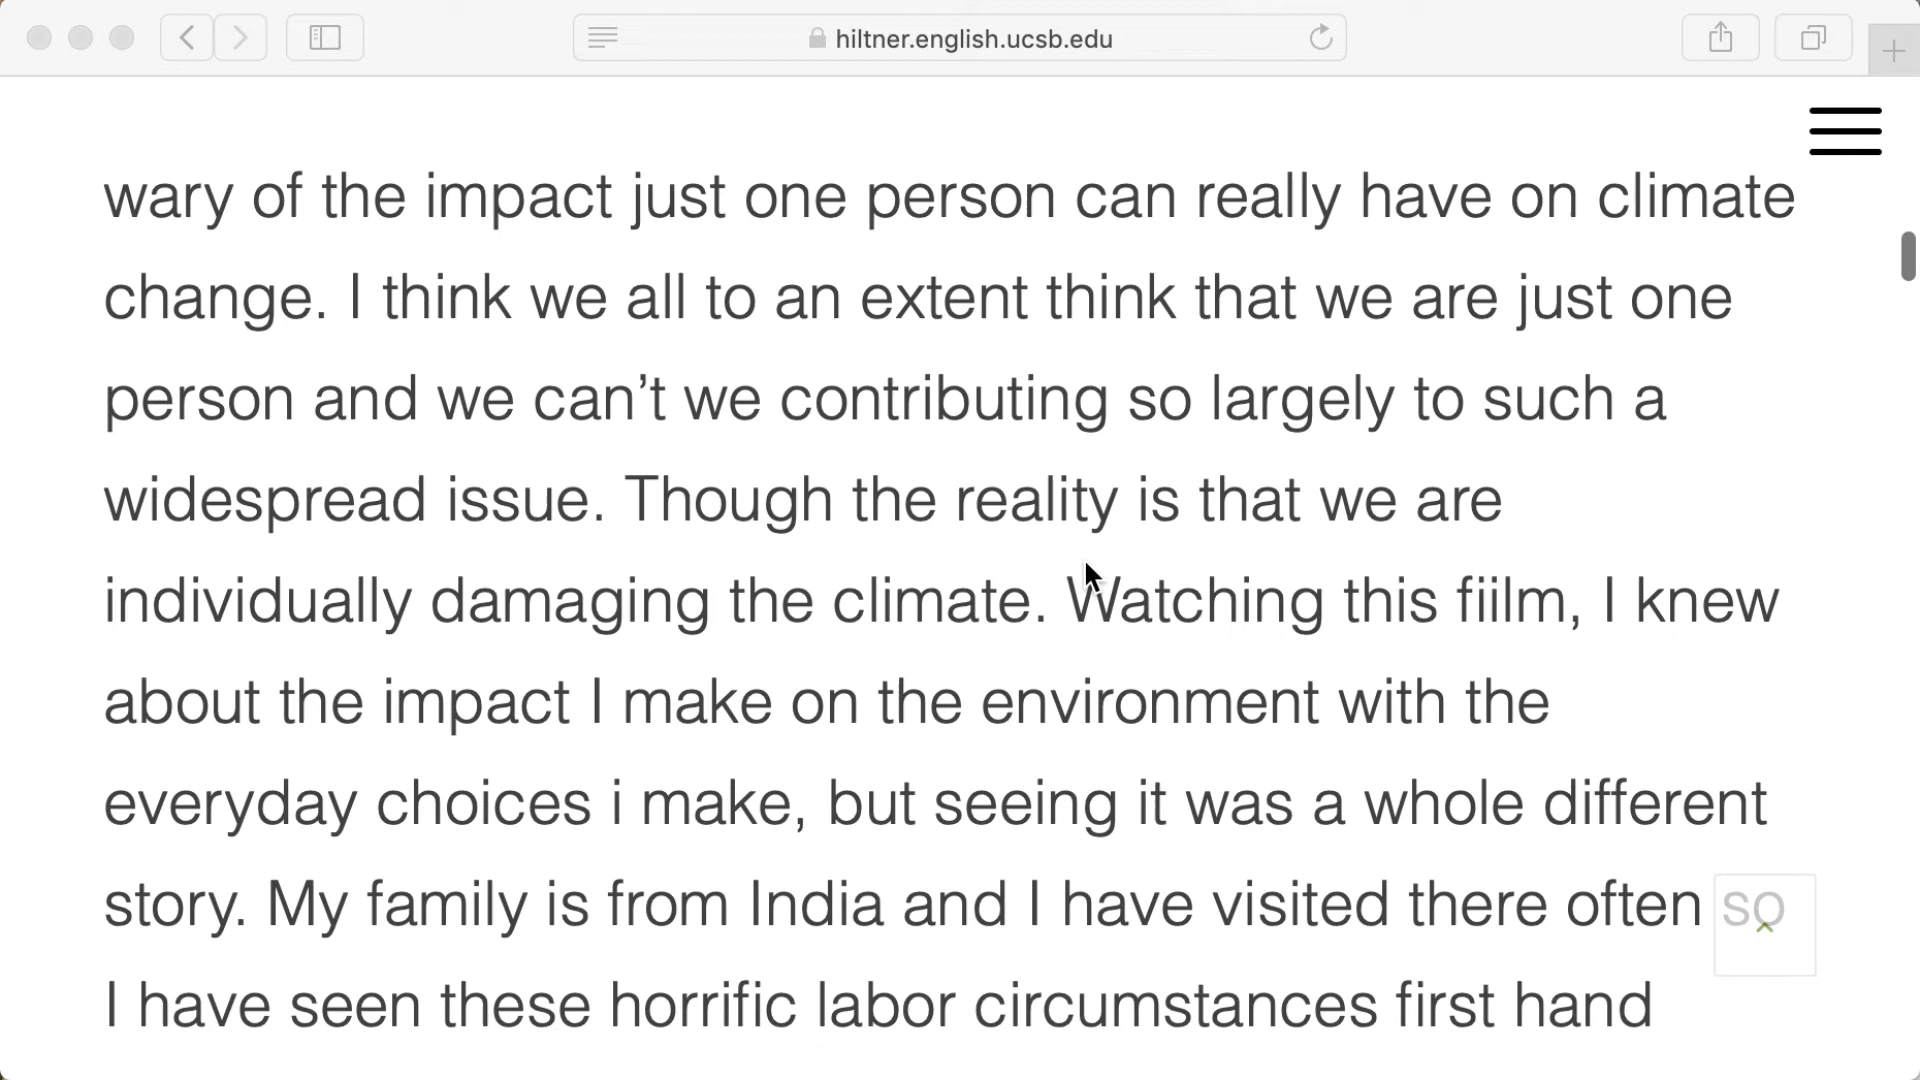 hiltner.english.ucsb.edu
wary of the impact just one person can really have on climate
change. I think we all to an extent think that we are just one
person and we can’t we contributing so largely to such a
widespread issue. Though the reality is that we are
individually damaging the climate. Watching this fiilm, I knew
about the impact I make on the environment with the
everyday choices i make, but seeing it was a whole different
story. My family is from India and I have visited there often so
I have seen these horrific labor circumstances first hand